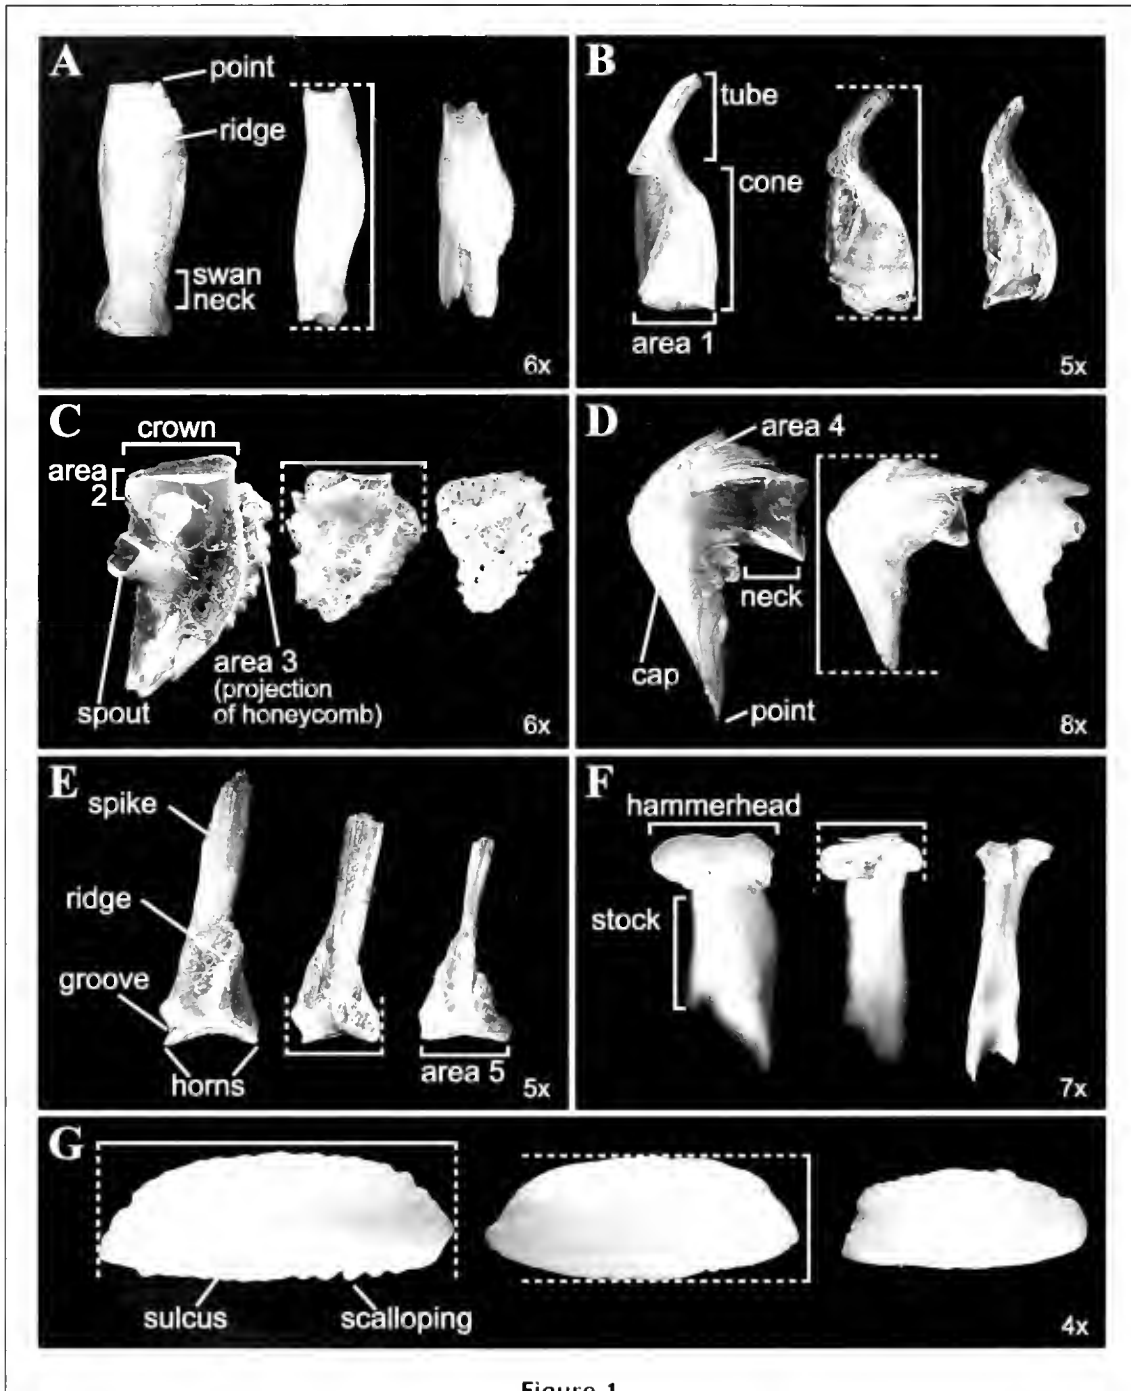 A
point
ridge
swan
neck
6x
B
tube
cone
area 1
5x
C
crown
area
2
area 3
(projection
of honeycomb)
spout
6x
D
area 4
neck
cap
point
8x
E
spike
ridge
groove
horns
area 5
5x
F
hammerhead
stock
7x
G
sulcus
scalloping
4x
Figure 1